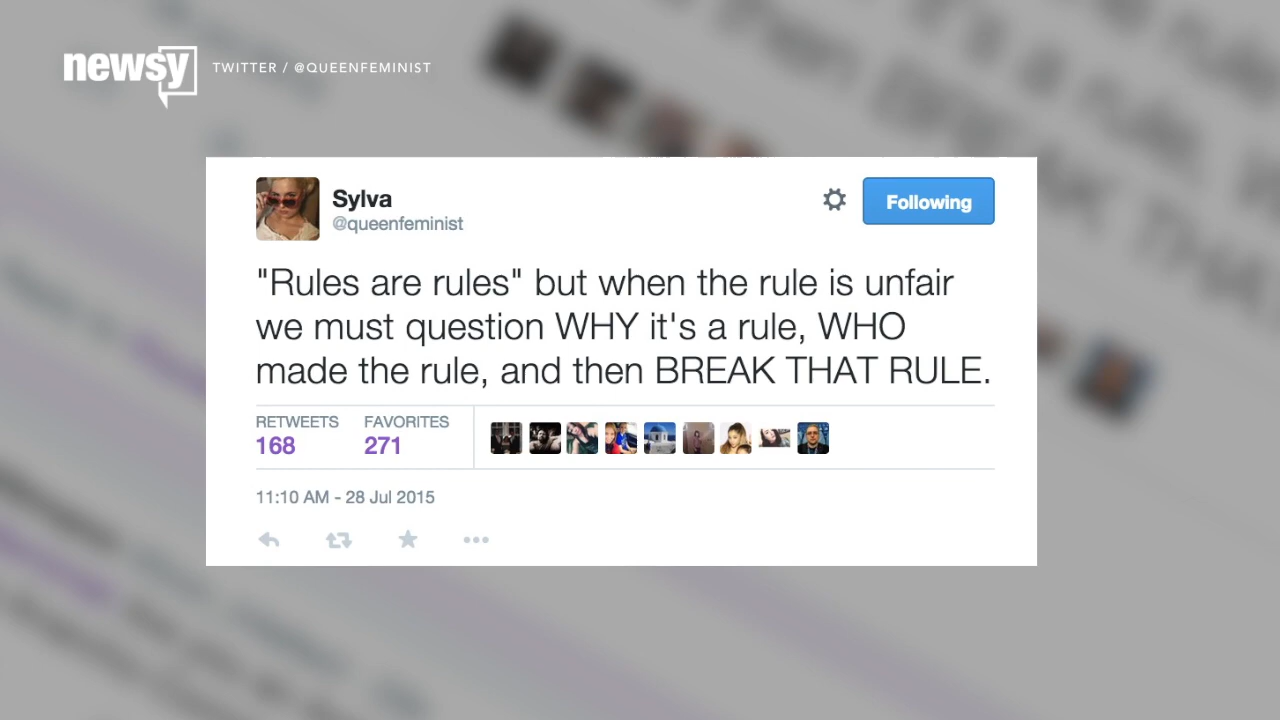 newsy TWITTER / @QUEENFEMINIST
Sylva
@queenfeminist
Following
"Rules are rules" but when the rule is unfair
we must question WHY it's a rule, WHO
made the rule, and then BREAK THAT RULE.
RETWEETS FAVORITES
168 271
11:10 AM - 28 Jul 2015